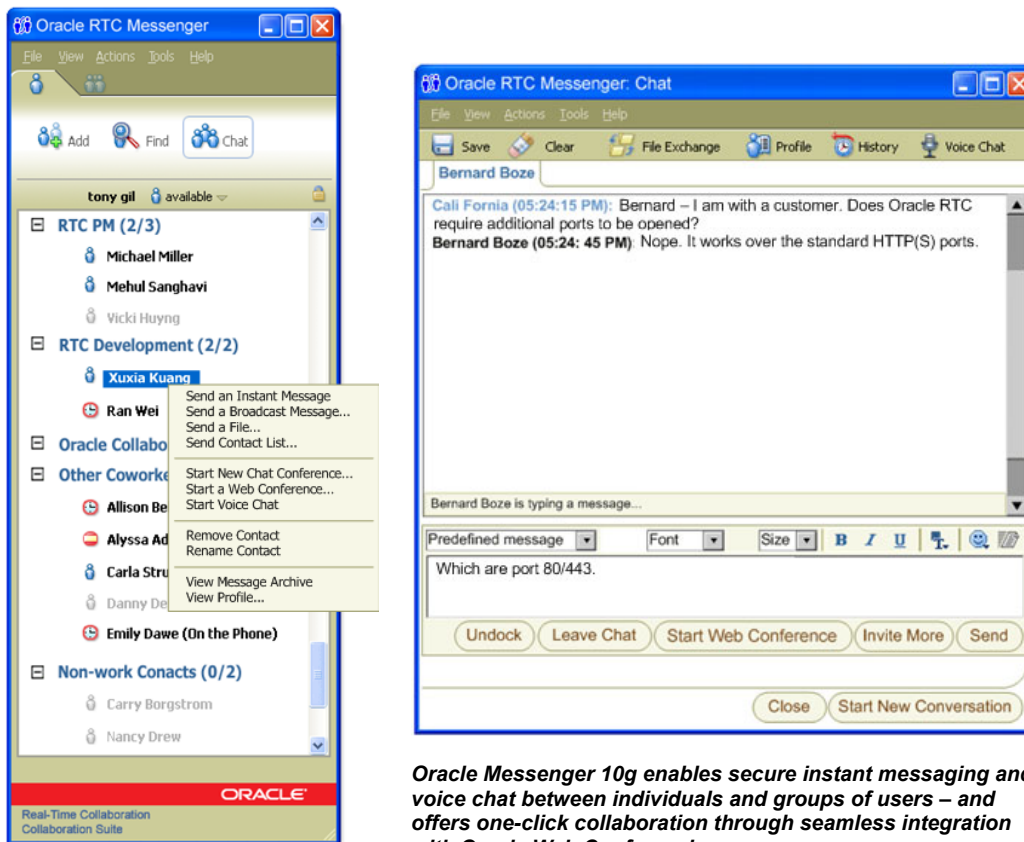 Oracle RTC Messenger
File View Actions Tools Help
Add Find Chat
tony gil available
RTC PM (2/3)
Michael Miller
Mehul Sanghavi
Vicki Huyng
RTC Development (2/2)
Xuxia Kuang
Ran Wei
Oracle Collabo
Other Coworke
Allison Be
Alyssa Ad
Carla Stru
Danny De
Emily Dawe (On the Phone)
Non-work Conacts (0/2)
Carry Borgstrom
Nancy Drew
ORACLE
Real-Time Collaboration
Collaboration Suite
Send an Instant Message
Send a Broadcast Message...
Send a File...
Send Contact List...
Start New Chat Conference...
Start a Web Conference...
Start Voice Chat
Remove Contact
Rename Contact
View Message Archive
View Profile...
Oracle RTC Messenger: Chat
File View Actions Tools Help
Save Clear File Exchange Profile History Voice Chat
Bernard Boze
Cali Fornia (05:24:15 PM): Bernard – I am with a customer. Does Oracle RTC
require additional ports to be opened?
Bernard Boze (05:24: 45 PM): Nope. It works over the standard HTTP(S) ports.
Bernard Boze is typing a message...
Predefined message Font Size B I U T.
Which are port 80/443.
Undock Leave Chat Start Web Conference Invite More Send
Close Start New Conversation
Oracle Messenger 10g enables secure instant messaging and
voice chat between individuals and groups of users – and
offers one-click collaboration through seamless integration